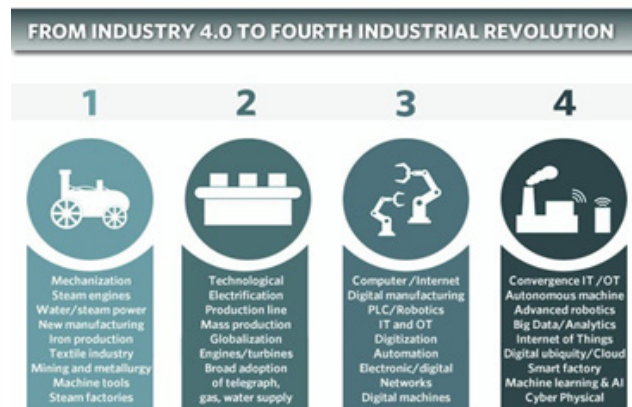 FROM INDUSTRY 4.0 TO FOURTH INDUSTRIAL REVOLUTION
1
Mechanization
Steam engines
Water/steam power
New manufacturing
Iron production
Textile industry
Mining and metallurgy
Machine tools
Steam factories
2
Technological
Electrification
Production line
Mass production
Globalization
Engines/turbines
Broad adoption
of telegraph,
gas, water supply
3
Computer/Internet
Digital manufacturing
PLC/Robotics
IT and OT
Digitization
Automation
Electronic/digital
Networks
Digital machines
4
Convergence IT/OT
Autonomous machine
Advanced robotics
Big Data/Analytics
Internet of Things
Digital ubiquity/Cloud
Smart factory
Machine learning & AI
Cyber Physical